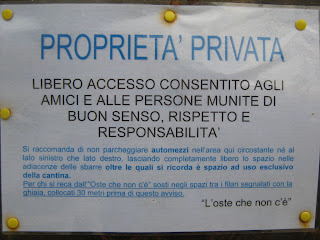 PROPRIETA' PRIVATA
LIBERO ACCESSO CONSENTITO AGLI
AMICI E ALLE PERSONE MUNITE DI
BUON SENSO, RISPETTO E
RESPONSABILITA'
Si raccomanda di non parcheggiare automezzi nell'area qui circostante né al
lato sinistro che lato destro, lasciando completamente libero lo spazio nelle
adiacenze delle sbarre oltre le quali si ricorda è spazio ad uso esclusivo
della cantina.
Per chi si reca dall'"Oste che non c'è" sosti negli spazi tra i filari segnalati con la
ghiaia, collocati 30 metri prima di questo avviso.
"L'oste che non c'è"